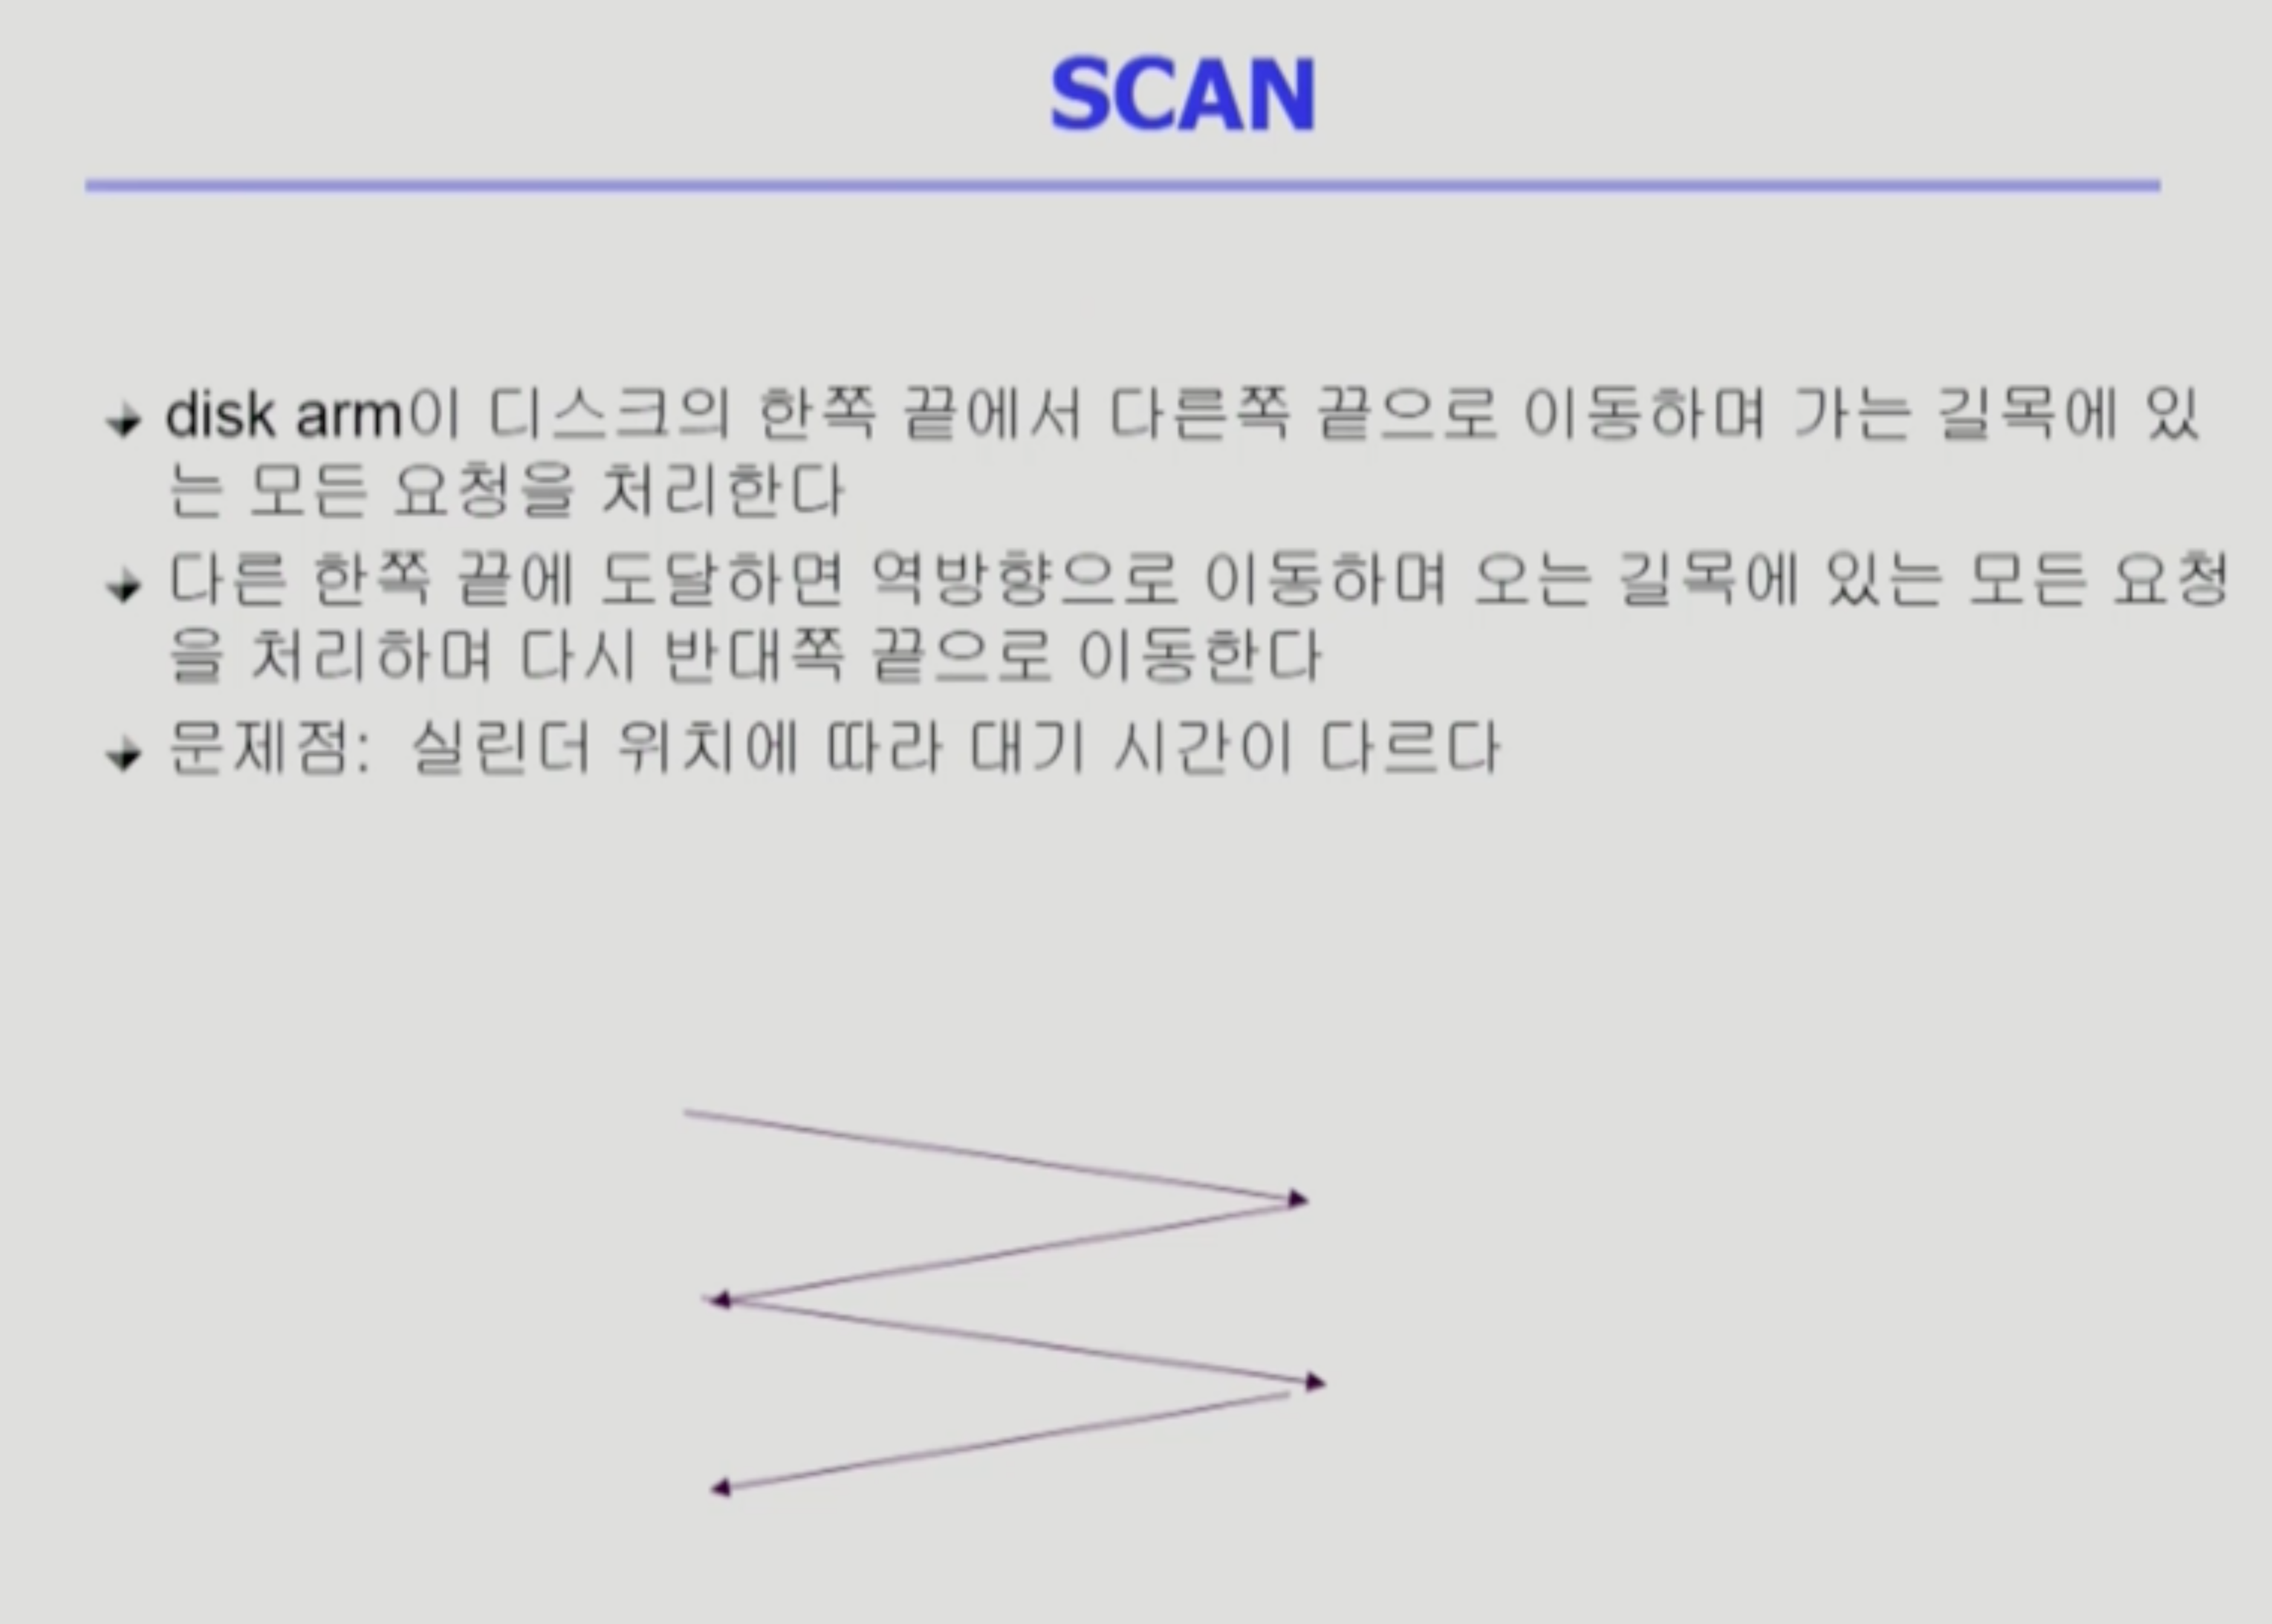 SCAN
disk arm이 디스크의 한쪽 끝에서 다른쪽 끝으로 이동하며 가는 길목에 있
는 모든 요청을 처리한다
다른 한쪽 끝에 도달하면 역방향으로 이동하며 오는 길목에 있는 모든 요청
을 처리하며 다시 반대쪽 끝으로 이동한다
문제점: 실린더 위치에 따라 대기 시간이 다르다